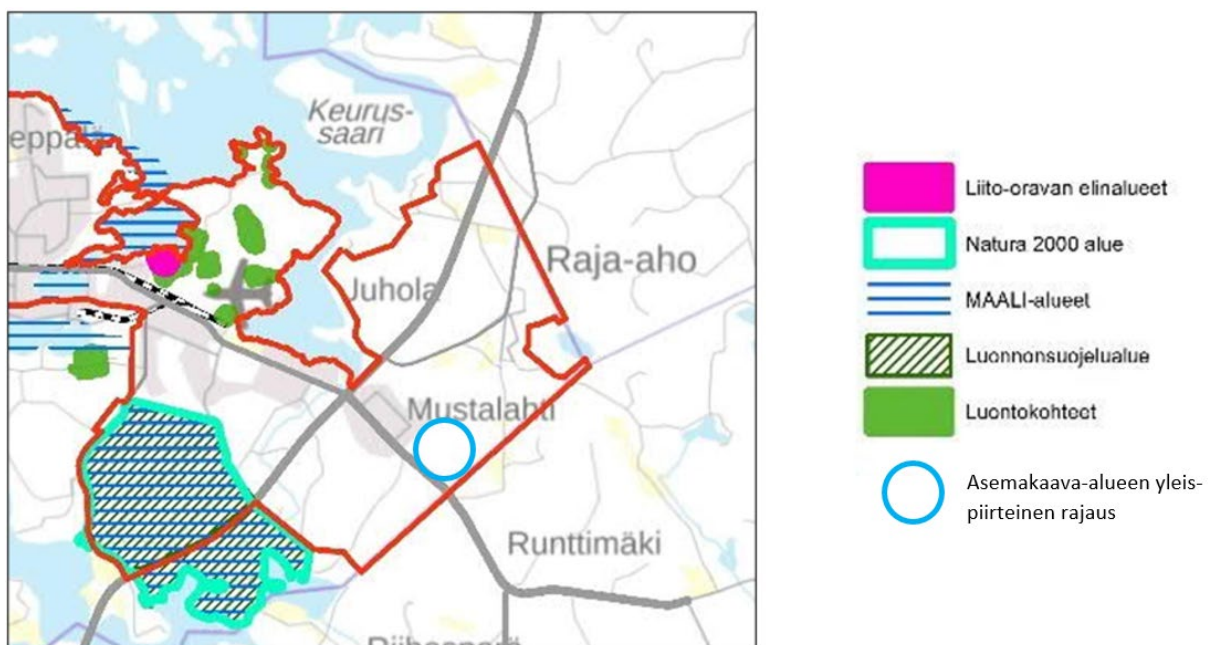 Keurus-
saari
eppälä
Raja-aho
Juhola
Mustalahti
Runttimäki
Liito-oravan elinalueet
Natura 2000 alue
MAALI-alueet
Luonnonsuojelualue
Luontokohteet
Asemakaava-alueen yleis-
piirteinen rajaus